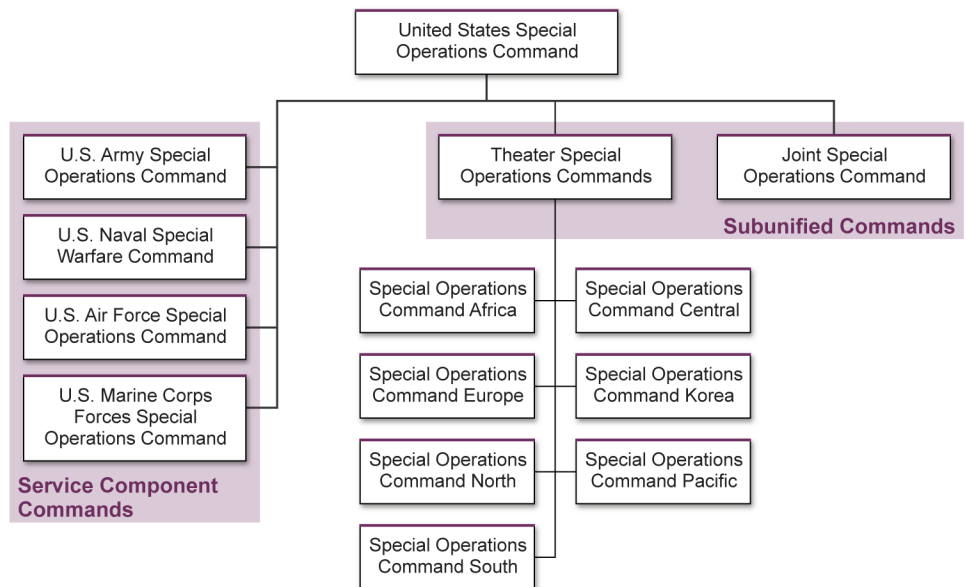 United States Special
Operations Command
U.S. Army Special
Operations Command
U.S. Naval Special
Warfare Command
U.S. Air Force Special
Operations Command
U.S. Marine Corps
Forces Special
Operations Command
Service Component
Commands
Theater Special
Operations Commands
Joint Special
Operations Command
Subunified Commands
Special Operations
Command Africa
Special Operations
Command Central
Special Operations
Command Europe
Special Operations
Command Korea
Special Operations
Command North
Special Operations
Command Pacific
Special Operations
Command South